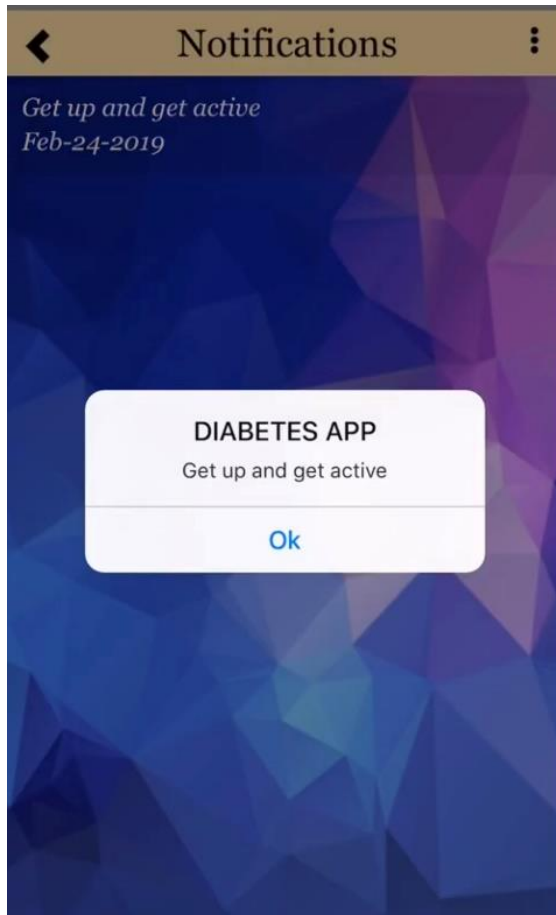 Notifications
Get up and get active
Feb-24-2019
DIABETES APP
Get up and get active
Ok